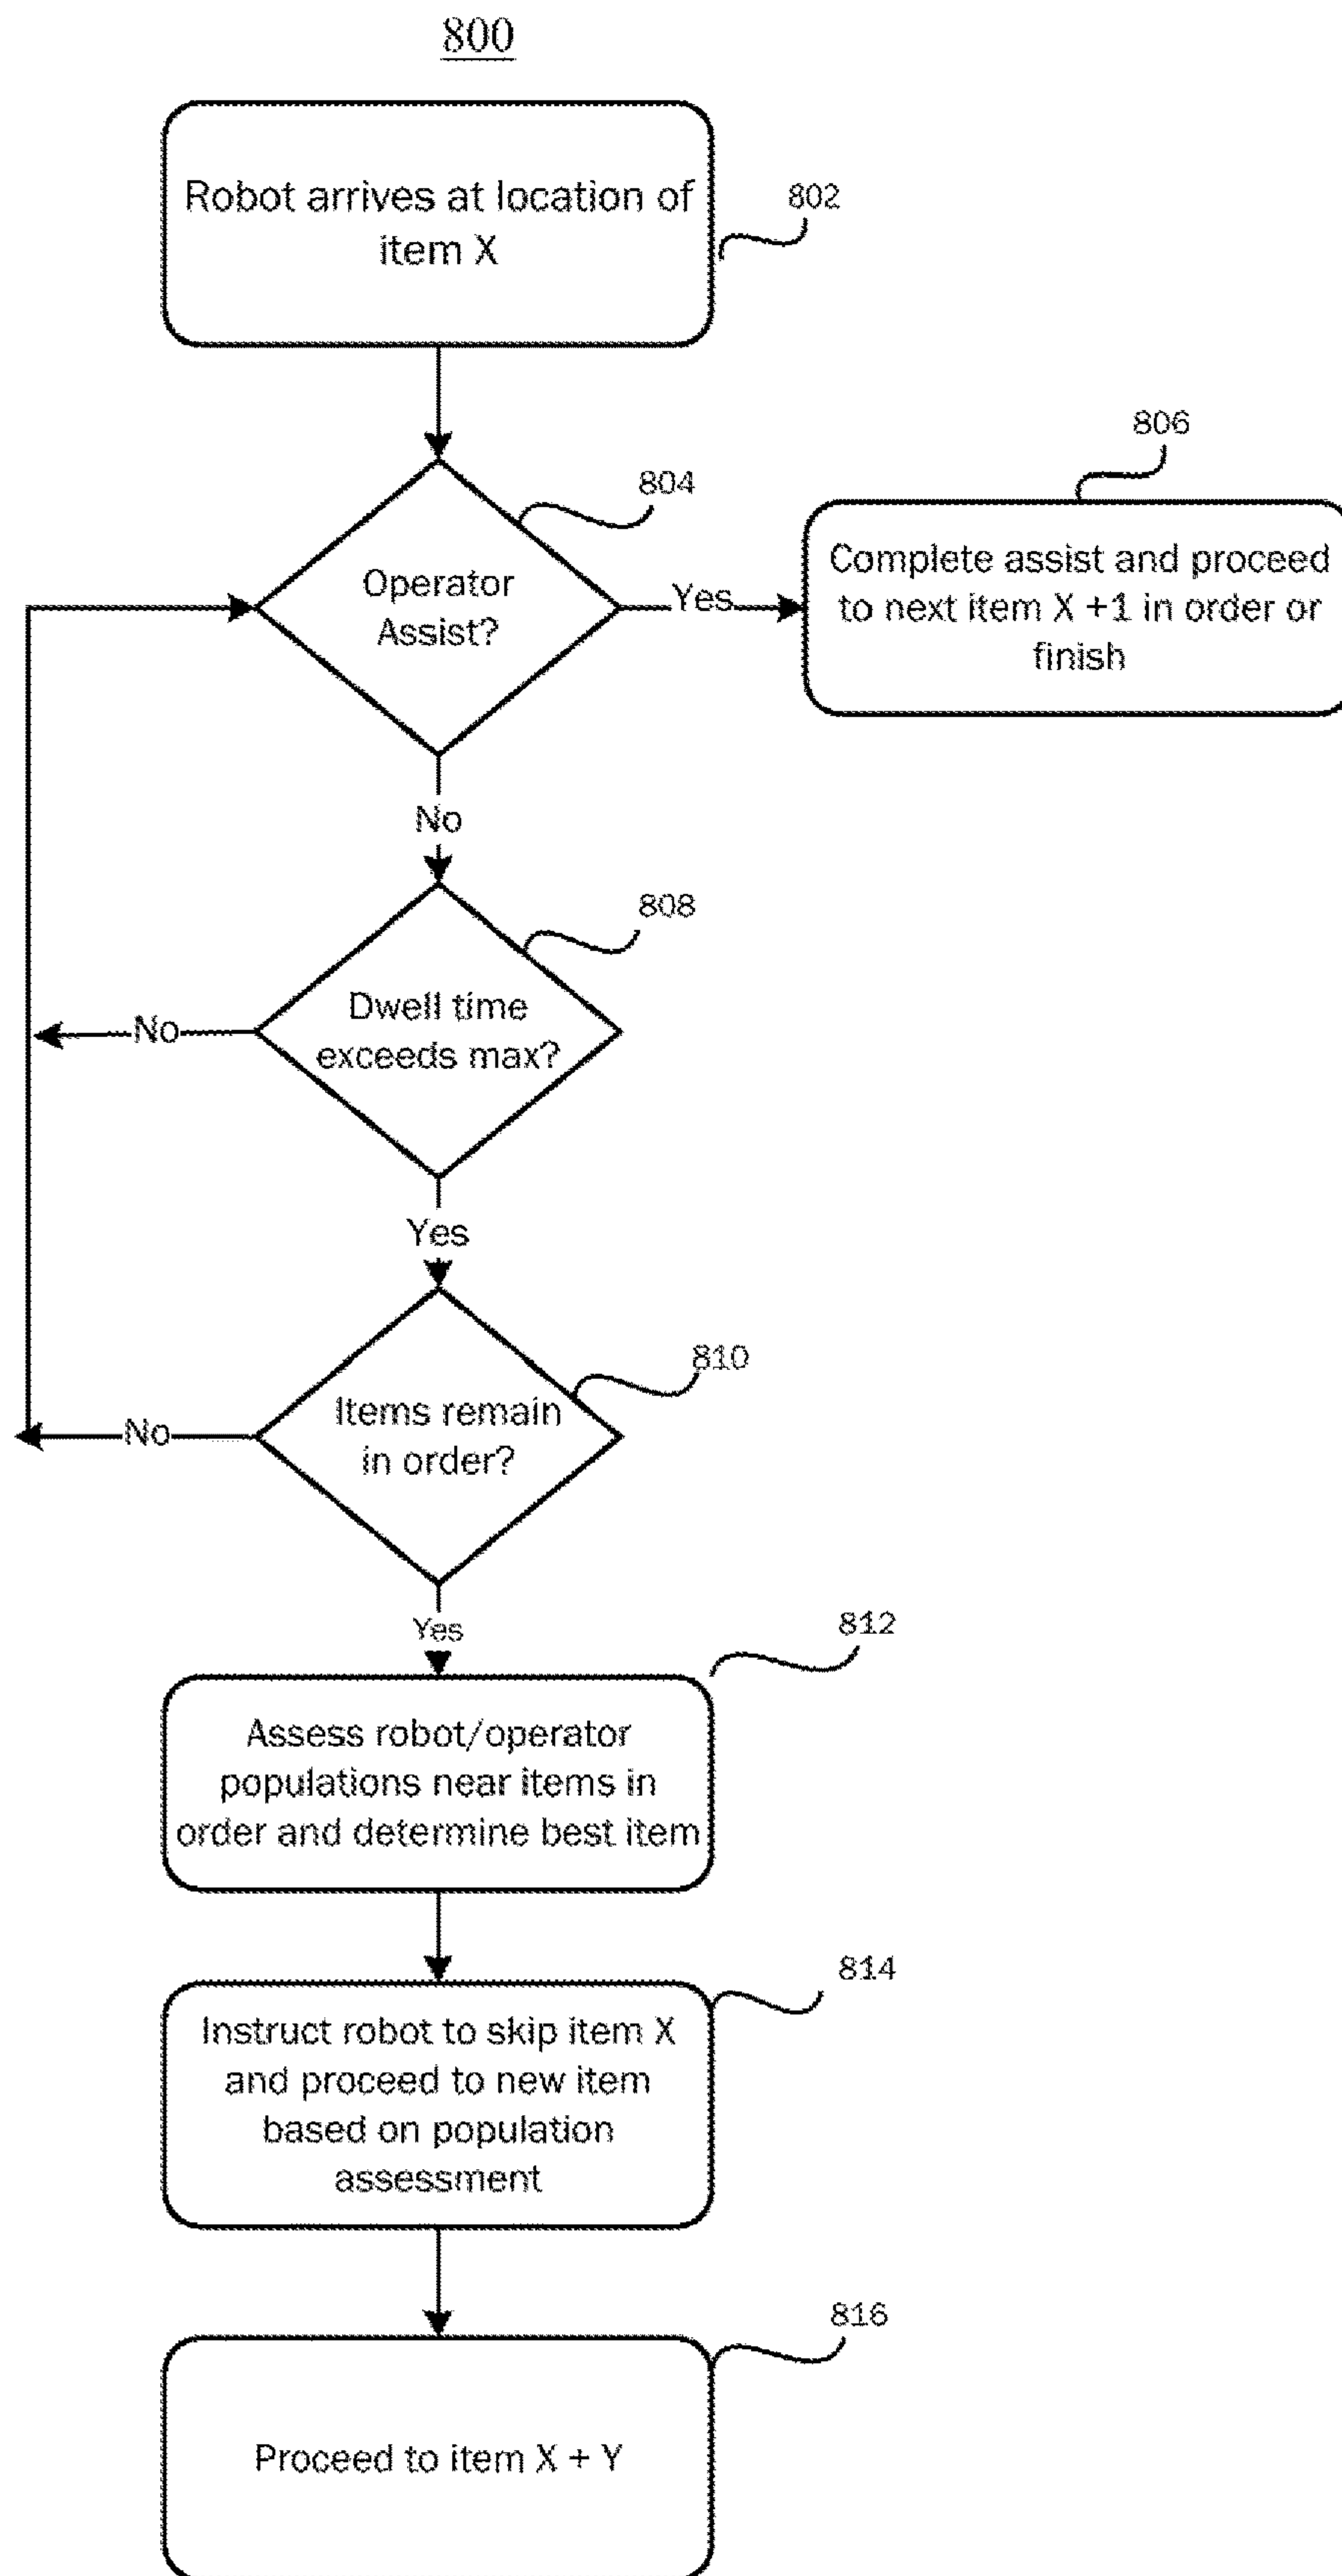 800
Robot arrives at location of
item X
802
804
806
Operator
Assist?
Yes
Complete assist and proceed
to next item X +1 in order or
finish
No
808
Dwell time
exceeds max?
No
Yes
810
Items remain
in order?
No
Yes
812
Assess robot/operator
populations near items in
order and determine best item
814
Instruct robot to skip item X
and proceed to new item
based on population
assessment
816
Proceed to item X + Y